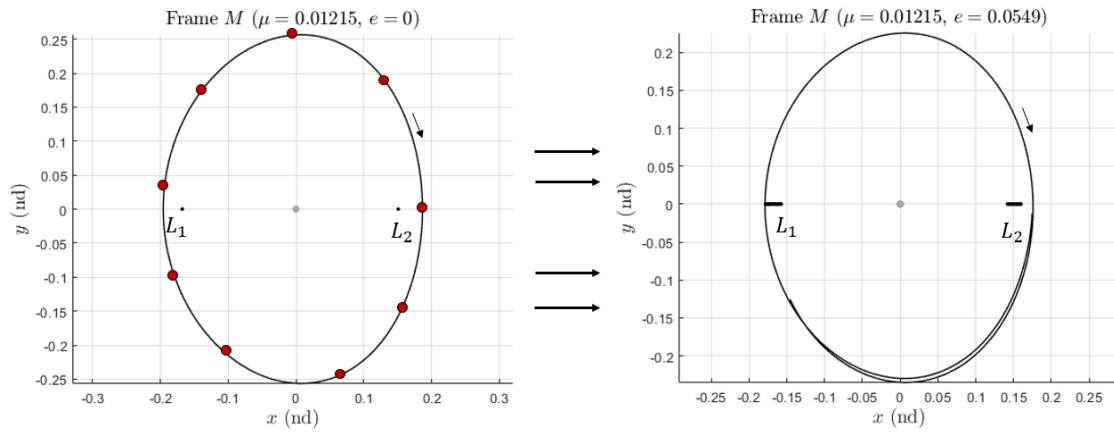 Frame M (μ = 0.01215, e = 0)
0.25
0.2
0.15
0.1
0.05
0
-0.05
-0.1
-0.15
-0.2
-0.25
y (nd)
L₁
L₂
-0.3 -0.2 -0.1 0 0.1 0.2 0.3
x (nd)
Frame M (μ = 0.01215, e = 0.0549)
0.2
0.15
0.1
0.05
0
-0.05
-0.1
-0.15
-0.2
y (nd)
L₁
L₂
-0.25 -0.2 -0.15 -0.1 -0.05 0 0.05 0.1 0.15 0.2 0.25
x (nd)